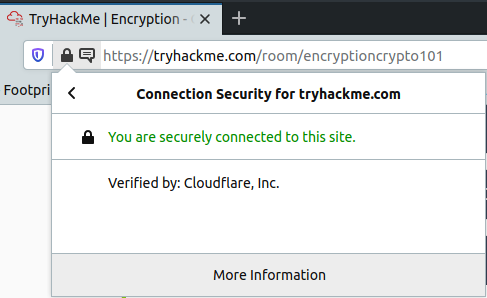 TryHackMe | Encryption - C
https://tryhackme.com/room/encryptioncrypto101
Footpri
Connection Security for tryhackme.com
You are securely connected to this site.
Verified by: Cloudflare, Inc.
More Information